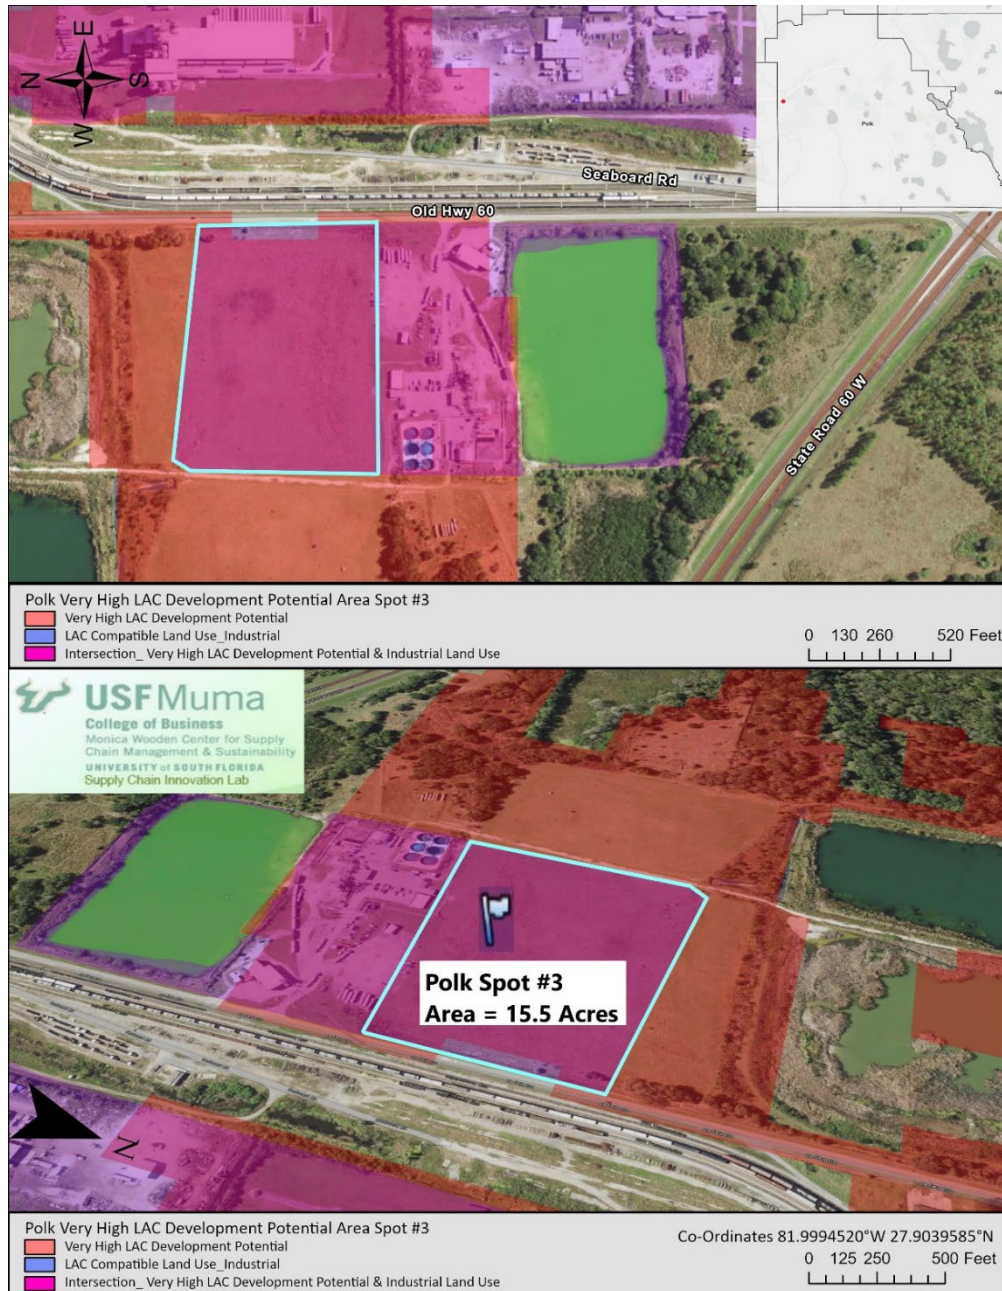 E
N
S
W
Polk
Seaboard Rd
Old Hwy 60
State Road 60 W
Polk Very High LAC Development Potential Area Spot #3
Very High LAC Development Potential
LAC Compatible Land Use_Industrial
Intersection_ Very High LAC Development Potential & Industrial Land Use
0 130 260 520 Feet
USF Muma
College of Business
Monica Wooden Center for Supply
Chain Management & Sustainability
UNIVERSITY of SOUTH FLORIDA
Supply Chain Innovation Lab
Polk Spot #3
Area = 15.5 Acres
N
Polk Very High LAC Development Potential Area Spot #3
Very High LAC Development Potential
LAC Compatible Land Use_Industrial
Intersection_ Very High LAC Development Potential & Industrial Land Use
Co-Ordinates 81.9994520°W 27.9039585°N
0 125 250 500 Feet